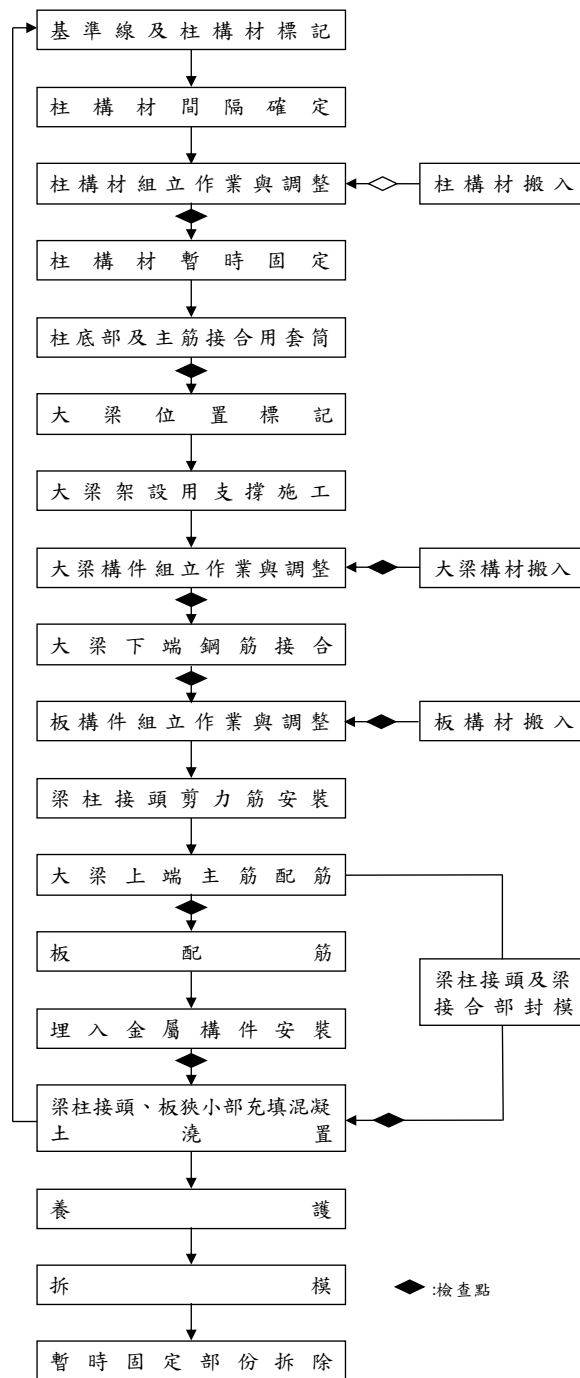 基準線及柱構材標記
柱構材間隔確定
柱構材組立作業與調整
柱構材搬入
柱構材暫時固定
柱底部及主筋接合用套筒
大梁位置標記
大梁架設用支撐施工
大梁構件組立作業與調整
大梁構材搬入
大梁下端鋼筋接合
板構件組立作業與調整
板構材搬入
梁柱接頭剪力筋安裝
大梁上端主筋配筋
板配筋
梁柱接頭及梁
接合部封模
埋入金屬構件安裝
梁柱接頭、板狹小部充填混凝
土澆置
養護
拆模
:檢查點
暫時固定部份拆除